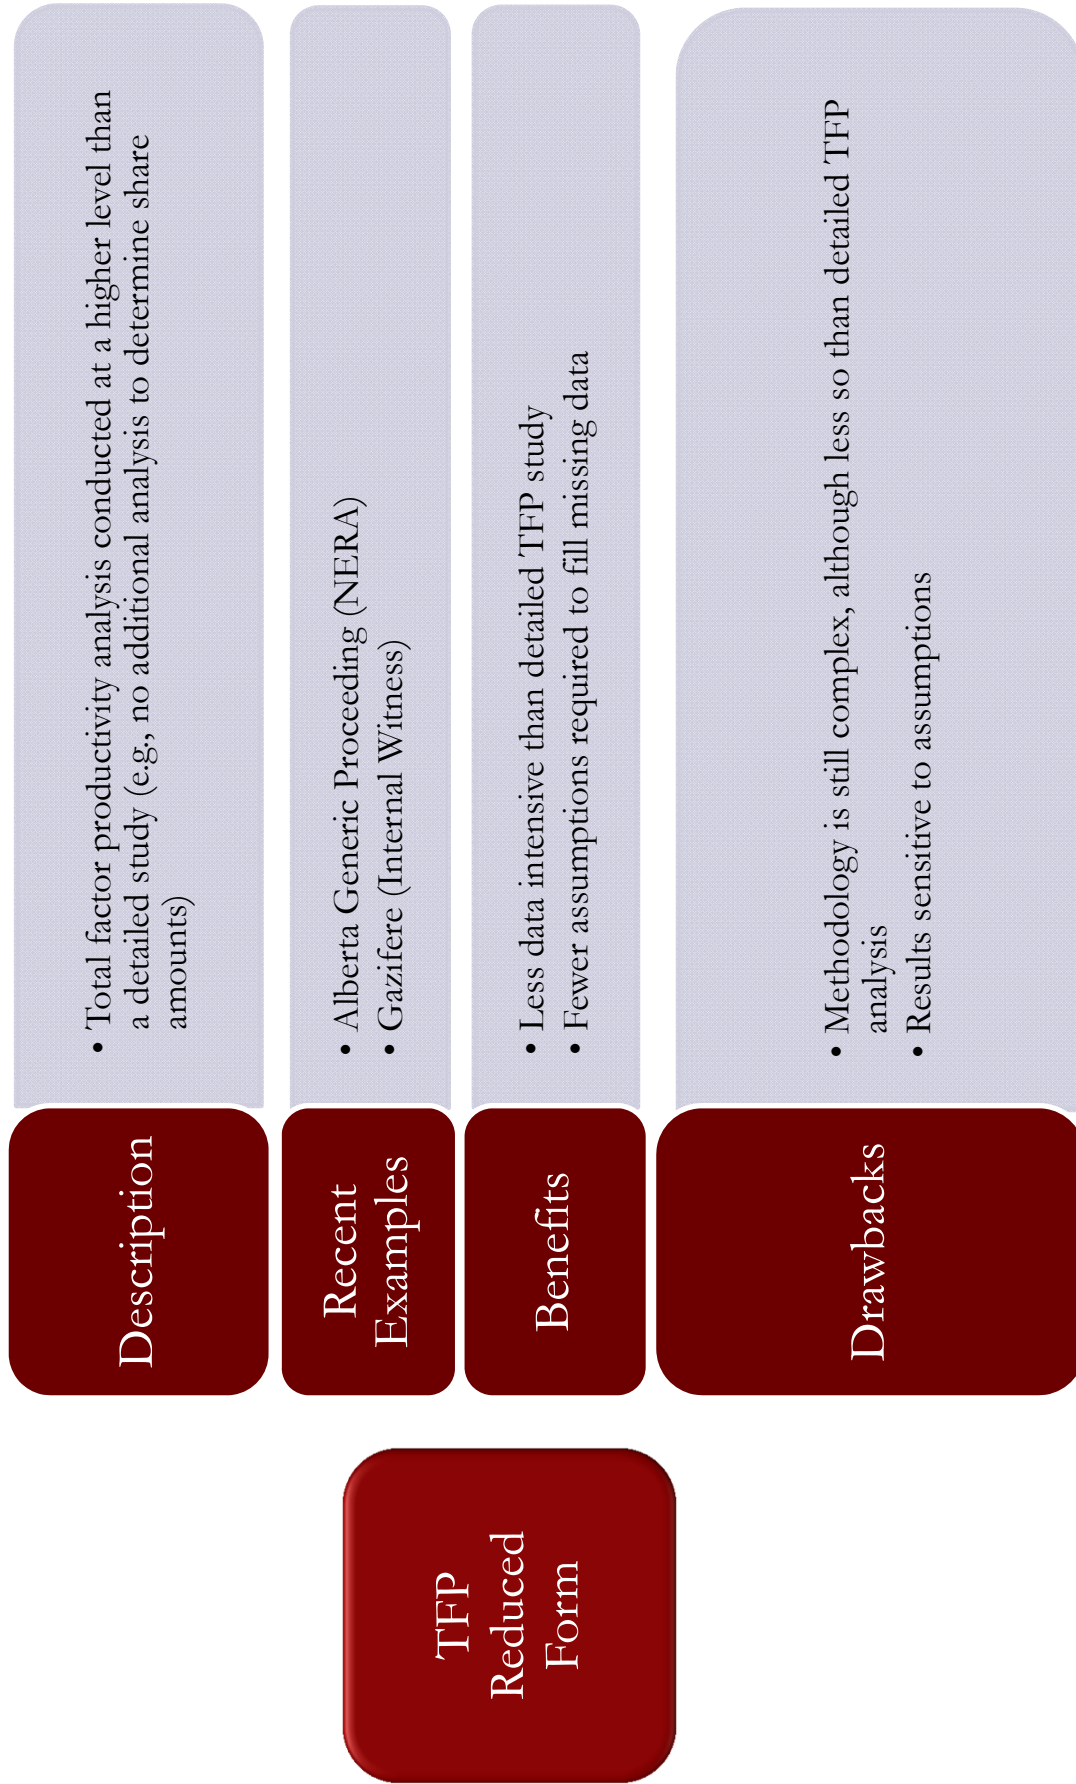 TFP
Reduced
Form
Description
• Total factor productivity analysis conducted at a higher level than
a detailed study (e.g., no additional analysis to determine share
amounts)
Recent
Examples
• Alberta Generic Proceeding (NERA)
• Gazifere (Internal Witness)
Benefits
• Less data intensive than detailed TFP study
• Fewer assumptions required to fill missing data
Drawbacks
• Methodology is still complex, although less so than detailed TFP
analysis
• Results sensitive to assumptions